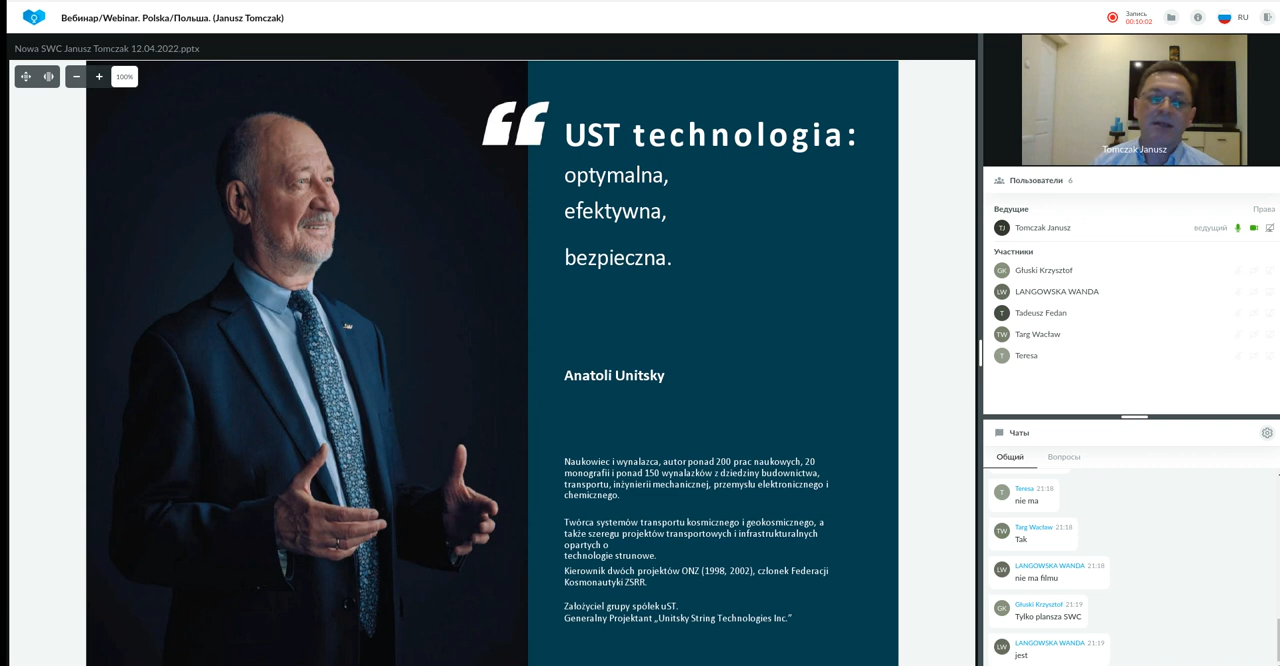 Вебинар/Webinar. Polska/Польша. (Janusz Tomczak)
Запись
00:10:02
RU
Nowa SWC Janusz Tomczak 12.04.2022.pptx
100%
UST technologia:
optymalna,
efektywna,
bezpieczna.
Anatoli Unitsky
Naukowiec i wynalazca, autor ponad 200 prac naukowych, 20
monografii i ponad 150 wynalazków z dziedziny budownictwa,
transportu, inżynierii mechanicznej, przemysłu elektronicznego i
chemicznego.
Twórca systemów transportu kosmicznego i geokosmicznego, a
także szeregu projektów transportowych i infrastrukturalnych
opartych o
technologie strunowe.
Kierownik dwóch projektów ONZ (1998, 2002), członek Federacji
Kosmonautyki ZSRR.
Założyciel grupy spółek uST.
Generalny Projektant „Unitsky String Technologies Inc.”
Tomczak Janusz
Пользователи 6
Ведущие Права
TJ Tomczak Janusz ведущий
Участники
GK Głuski Krzysztof
LW LANGOWSKA WANDA
T Tadeusz Fedan
TW Targ Wacław
T Teresa
Чаты
Общий Вопросы
T Teresa 21:18
nie ma
TW Targ Wacław 21:18
Tak
LW LANGOWSKA WANDA 21:18
nie ma filmu
GK Głuski Krzysztof 21:19
Tylko plansza SWC
LW LANGOWSKA WANDA 21:19
jest